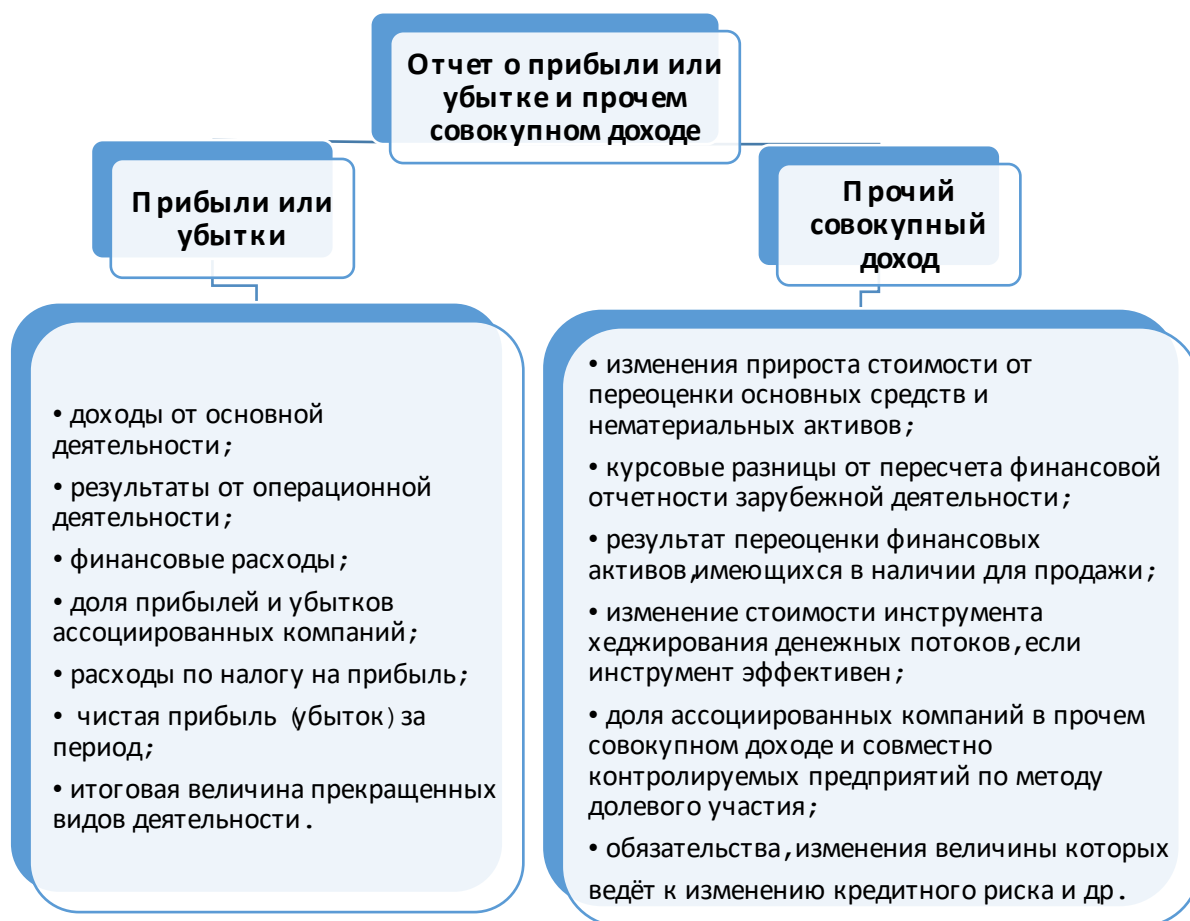 Отчет о прибыли или
убытке и прочем
совокупном доходе
Прибыли или
убытки
Прочий
совокупный
доход
• доходы от основной
деятельности;
• результаты от операционной
деятельности;
• финансовые расходы;
• доля прибылей и убытков
ассоциированных компаний;
• расходы по налогу на прибыль;
• чистая прибыль (убыток) за
период;
• итоговая величина прекращенных
видов деятельности.
• изменения прироста стоимости от
переоценки основных средств и
нематериальных активов;
• курсовые разницы от пересчета финансовой
отчетности зарубежной деятельности;
• результат переоценки финансовых
активов,имеющихся в наличии для продажи;
• изменение стоимости инструмента
хеджирования денежных потоков,если
инструмент эффективен;
• доля ассоциированных компаний в прочем
совокупном доходе и совместно
контролируемых предприятий по методу
долевого участия;
• обязательства,изменения величины которых
ведёт к изменению кредитного риска и др.